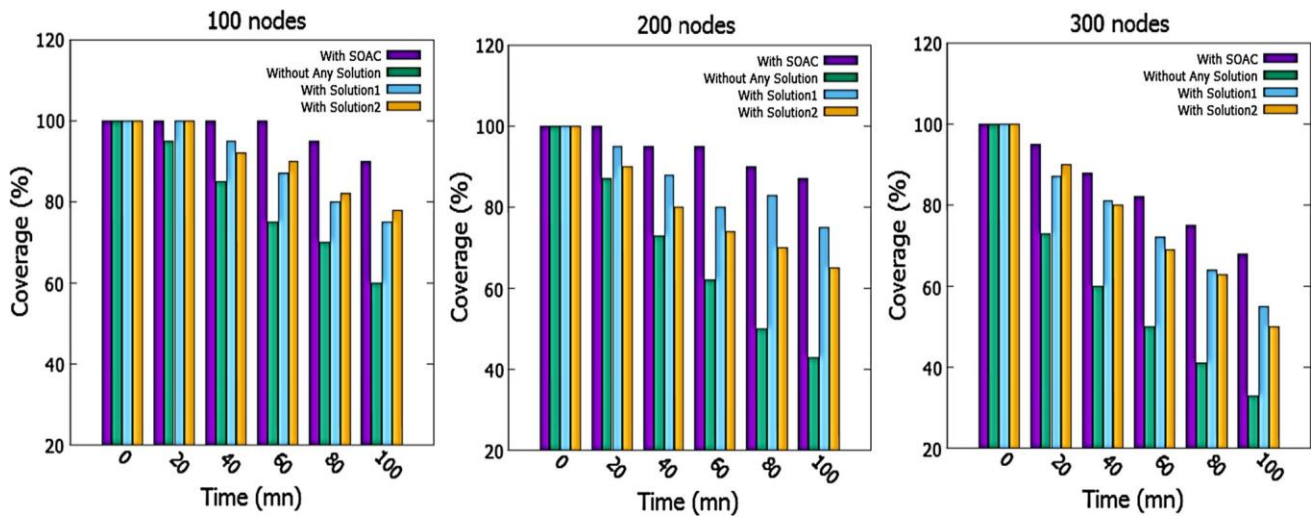 100 nodes
120
100
80
60
40
20
Coverage (%)
With SOAC
Without Any Solution
With Solution1
With Solution2
0 20 40 60 80 100
Time (mn)
200 nodes
120
100
80
60
40
20
Coverage (%)
With SOAC
Without Any Solution
With Solution1
With Solution2
0 20 40 60 80 100
Time (mn)
300 nodes
120
100
80
60
40
20
Coverage (%)
With SOAC
Without Any Solution
With Solution1
With Solution2
0 20 40 60 80 100
Time (mn)